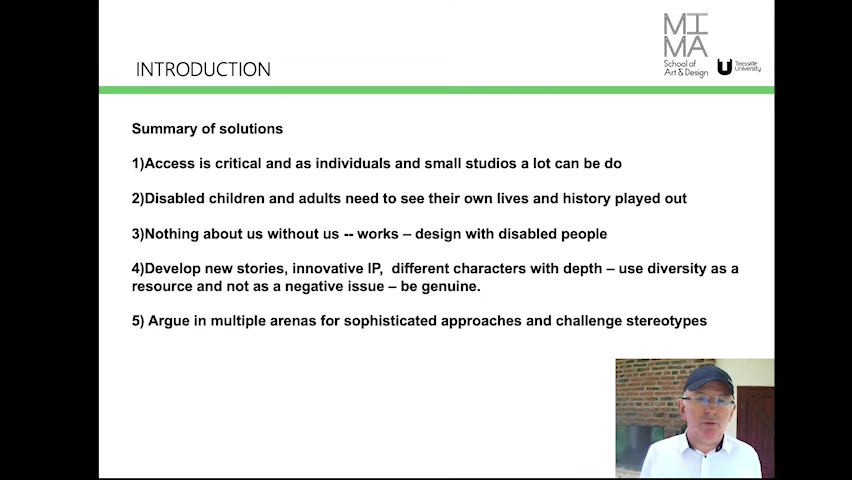 INTRODUCTION
MI
MA
School of
Art & Design
Teesside
University
Summary of solutions
1)Access is critical and as individuals and small studios a lot can be do
2)Disabled children and adults need to see their own lives and history played out
3)Nothing about us without us -- works – design with disabled people
4)Develop new stories, innovative IP, different characters with depth – use diversity as a
resource and not as a negative issue – be genuine.
5) Argue in multiple arenas for sophisticated approaches and challenge stereotypes